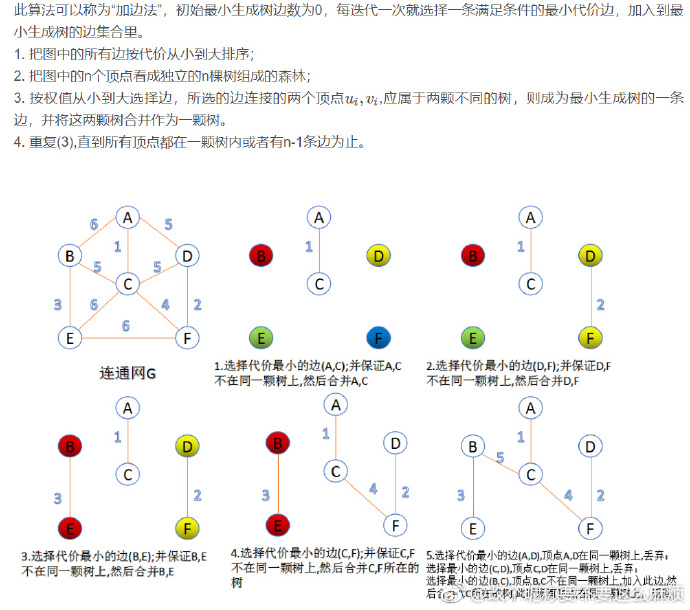 此算法可以称为“加边法”，初始最小生成树边数为0，每迭代一次就选择一条满足条件的最小代价边，加入到最
小生成树的边集合里。
1. 把图中的所有边按代价从小到大排序；
2. 把图中的n个顶点看成独立的n棵树组成的森林；
3. 按权值从小到大选择边，所选的边连接的两个顶点ui,vi,应属于两颗不同的树，则成为最小生成树的一条
边，并将这两颗树合并作为一颗树。
4. 重复(3),直到所有顶点都在一颗树内或者有n-1条边为止。
A
6 5
B 1 D
5 5
C
3 6 4 2
E 6 F
连通网G
A
1
B D
C
E F
1.选择代价最小的边(A,C);并保证A,C
不在同一颗树上,然后合并A,C
A
1
B D
C
2
E F
2.选择代价最小的边(D,F);并保证D,F
不在同一颗树上,然后合并D,F
A
1
B D
C
3 2
E F
3.选择代价最小的边(B,E);并保证B,E
不在同一颗树上,然后合并B,E
A
1
B D
C
3 4 2
E F
4.选择代价最小的边(C,F);并保证C,F
不在同一颗树上,然后合并C,F所在的
树
A
1
B D
5 C
3 4 2
E F
5.选择代价最小的边(A,D),顶点A,D在同一颗树上,丢弃;
选择最小的(C,D),顶点C,D在同一颗树上,丢弃;
选择最小的(B,C),顶点B,C不在同一颗树上,加入此边,然
后合